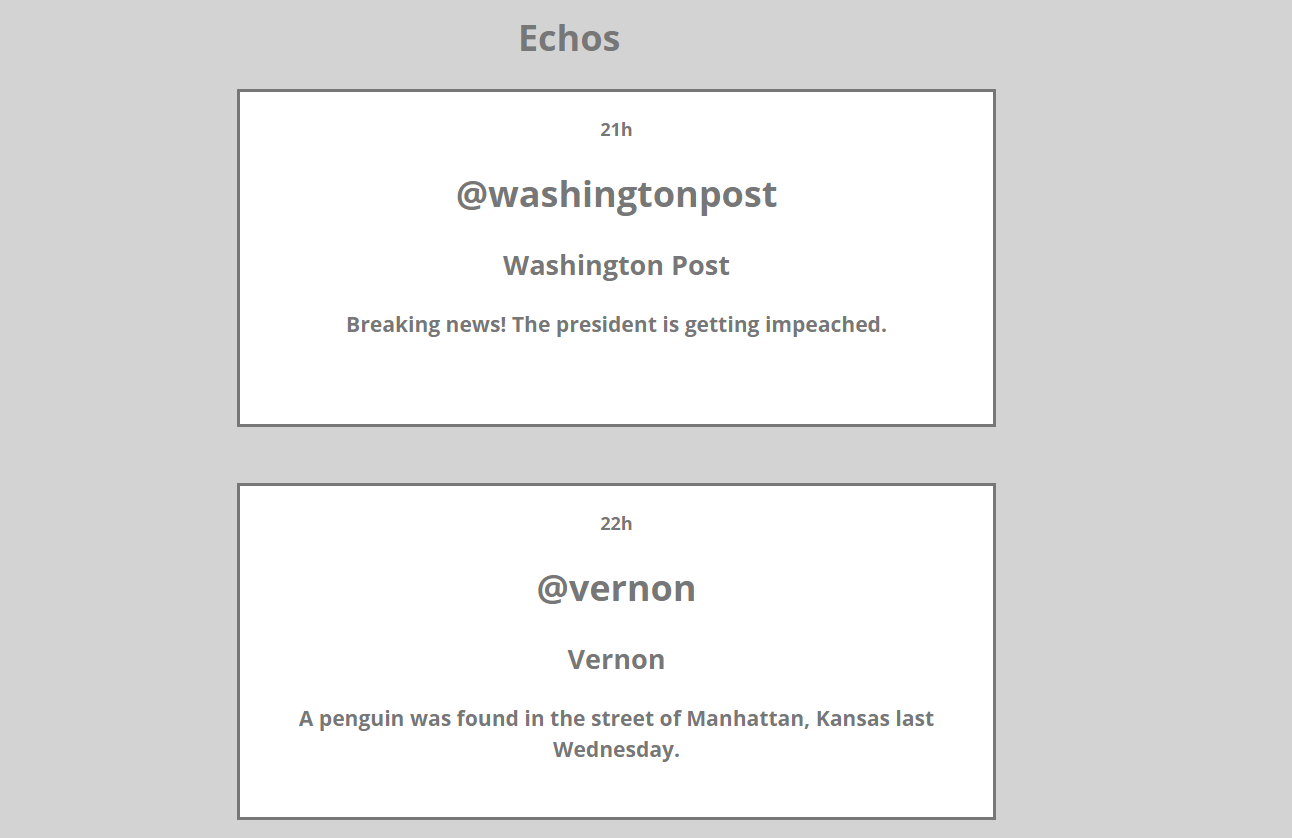 Echos
21h
@washingtonpost
Washington Post
Breaking news! The president is getting impeached.
22h
@vernon
Vernon
A penguin was found in the street of Manhattan, Kansas last
Wednesday.